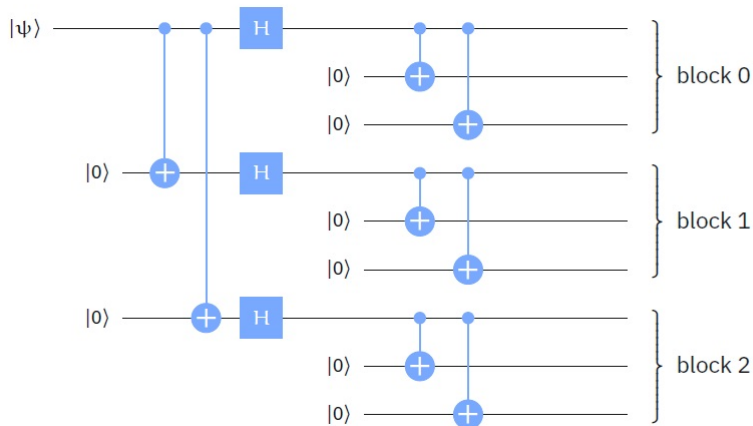 |ψ⟩ H
|0⟩ block 0
|0⟩
|0⟩ H
|0⟩ block 1
|0⟩
|0⟩ H
|0⟩ block 2
|0⟩